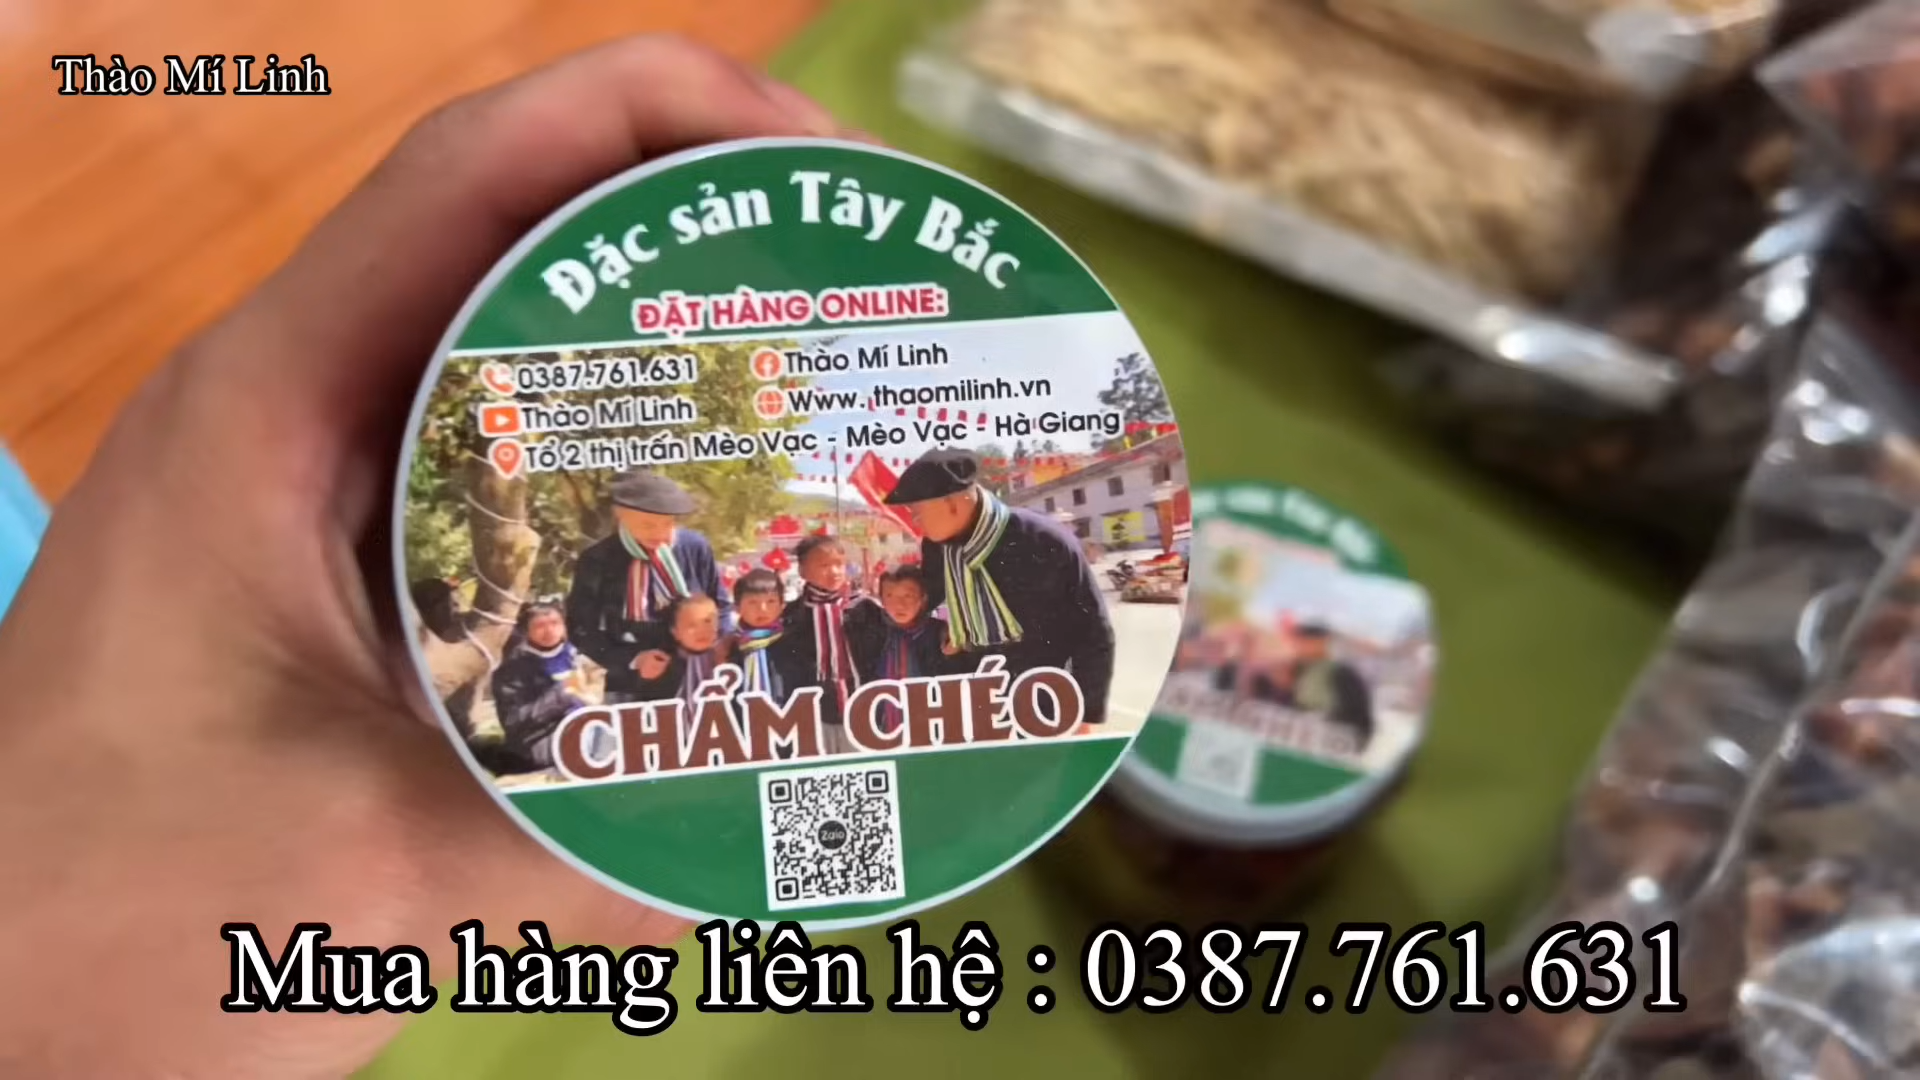 Thào Mí Linh
Đặc sản Tây Bắc
ĐẶT HÀNG ONLINE:
0387.761.631
Thào Mí Linh
Thào Mí Linh
Www.thaomilinh.vn
Tổ 2 thị trấn Mèo Vạc - Mèo Vạc - Hà Giang
CHẨM CHÉO
Zalo
Mua hàng liên hệ : 0387.761.631